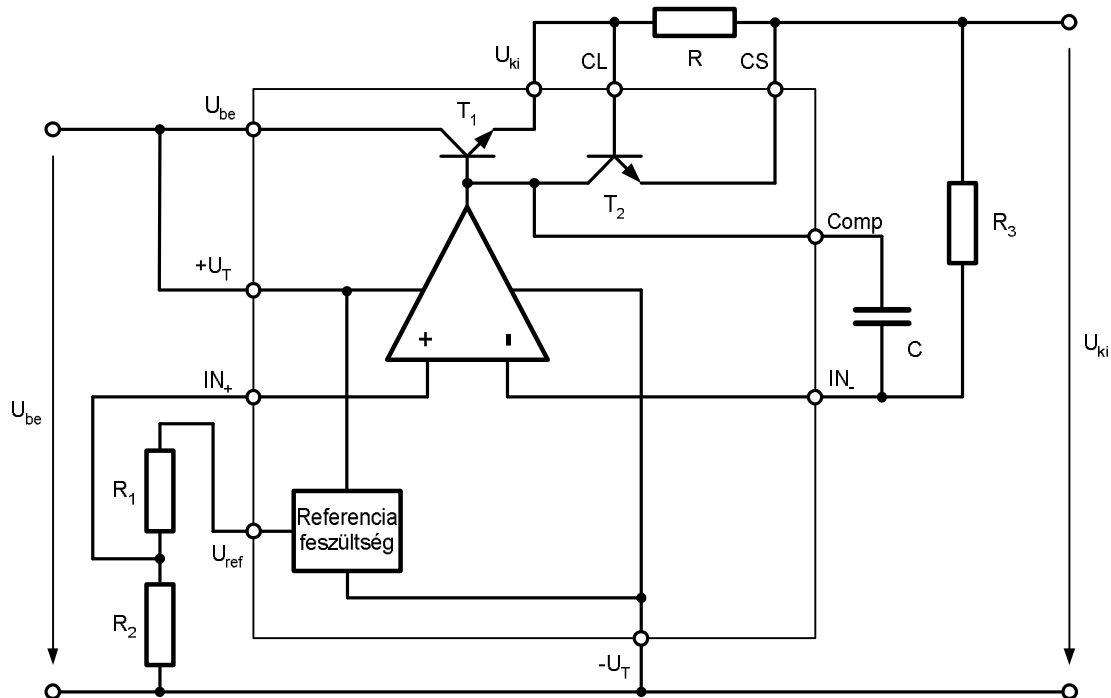 U_ki
CL
R
CS
U_be
T_1
T_2
Comp
R_3
+U_T
+
-
C
U_ki
IN_+
IN_-
U_be
R_1
Referencia
feszültség
U_ref
R_2
-U_T